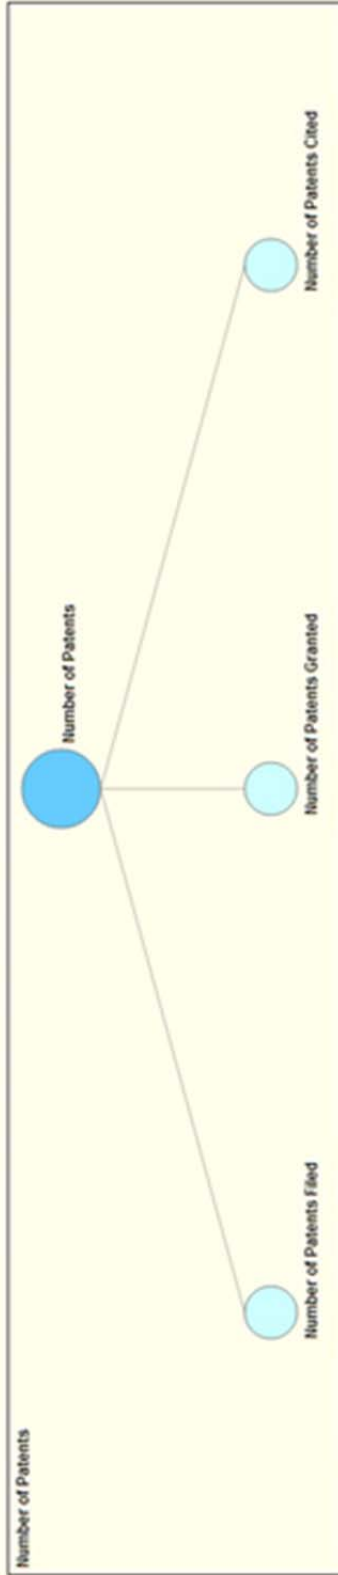 Number of Patents
Number of Patents
Number of Patents Filed
Number of Patents Granted
Number of Patents Cited